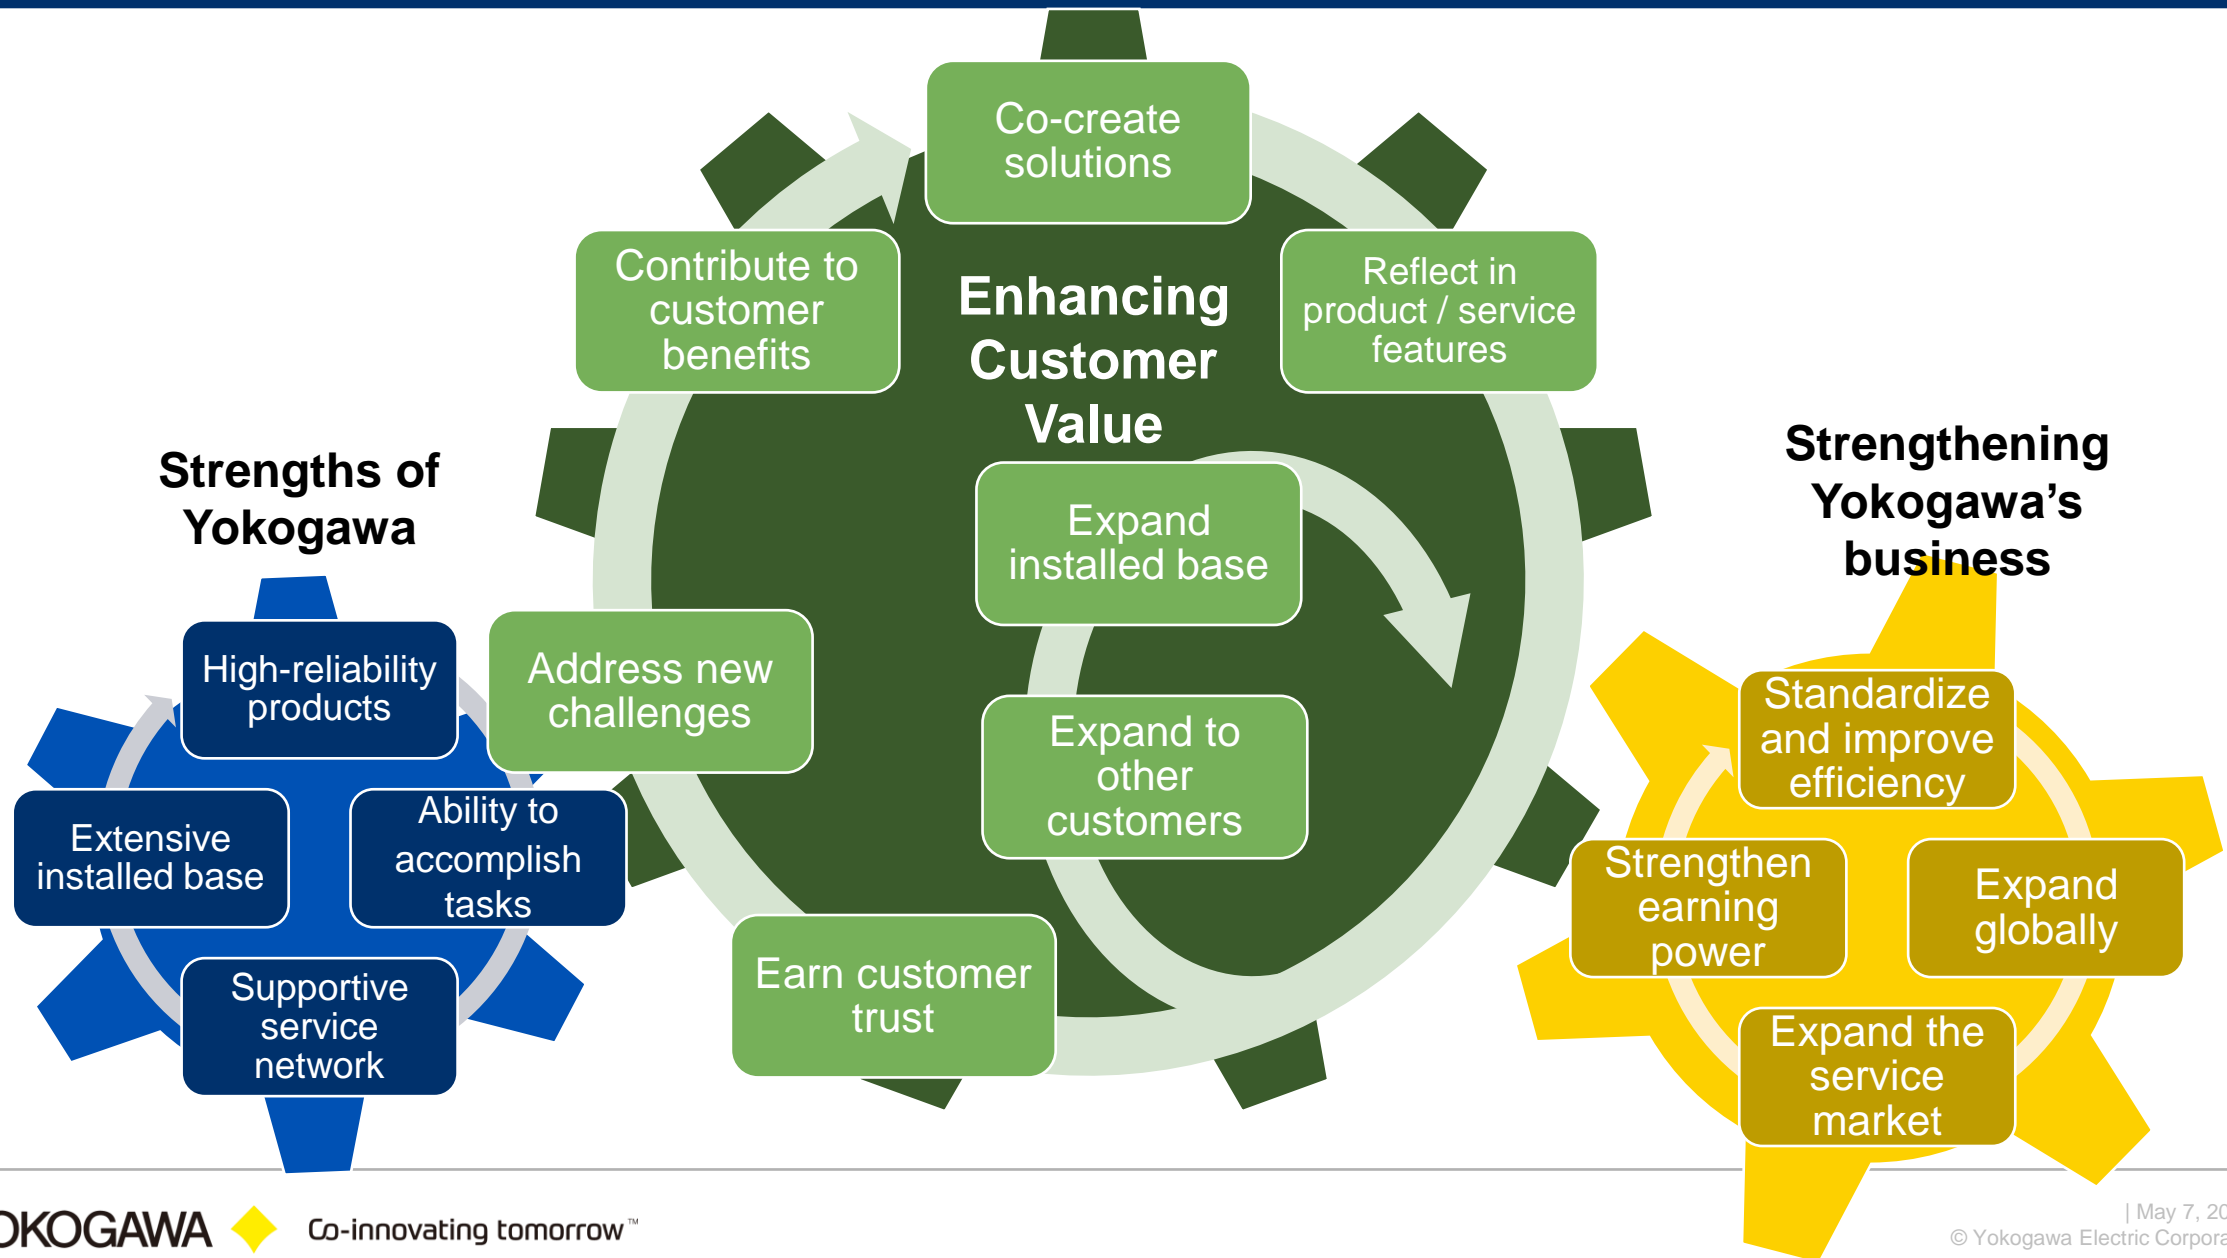 Co-create
solutions
Contribute to
customer
benefits
Enhancing
Customer
Value
Reflect in
product / service
features
Strengths of
Yokogawa
Strengthening
Yokogawa’s
business
Expand
installed base
High-reliability
products
Address new
challenges
Expand to
other
customers
Standardize
and improve
efficiency
Extensive
installed base
Ability to
accomplish
tasks
Strengthen
earning
power
Expand
globally
Earn customer
trust
Supportive
service
network
Expand the
service
market
OKOGAWA
Co-innovating tomorrow™
| May 7, 20
© Yokogawa Electric Corpora